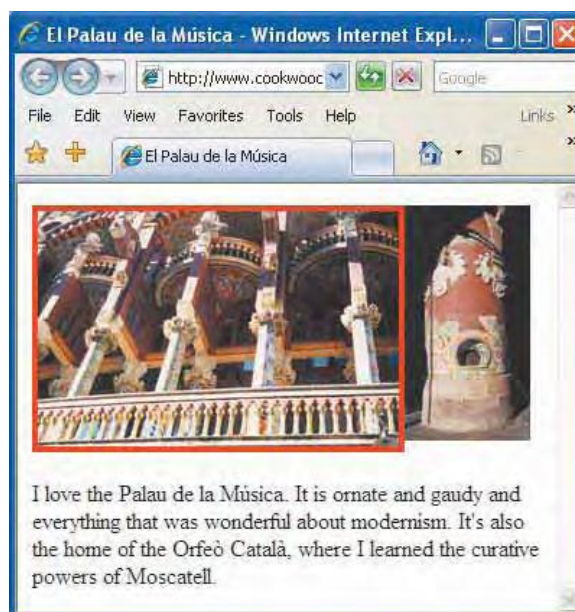 El Palau de la Música - Windows Internet Expl...
http://www.cookwooc
Google
File Edit View Favorites Tools Help Links »
El Palau de la Música »
I love the Palau de la Música. It is ornate and gaudy and
everything that was wonderful about modernism. It's also
the home of the Orfeò Català, where I learned the curative
powers of Moscatell.